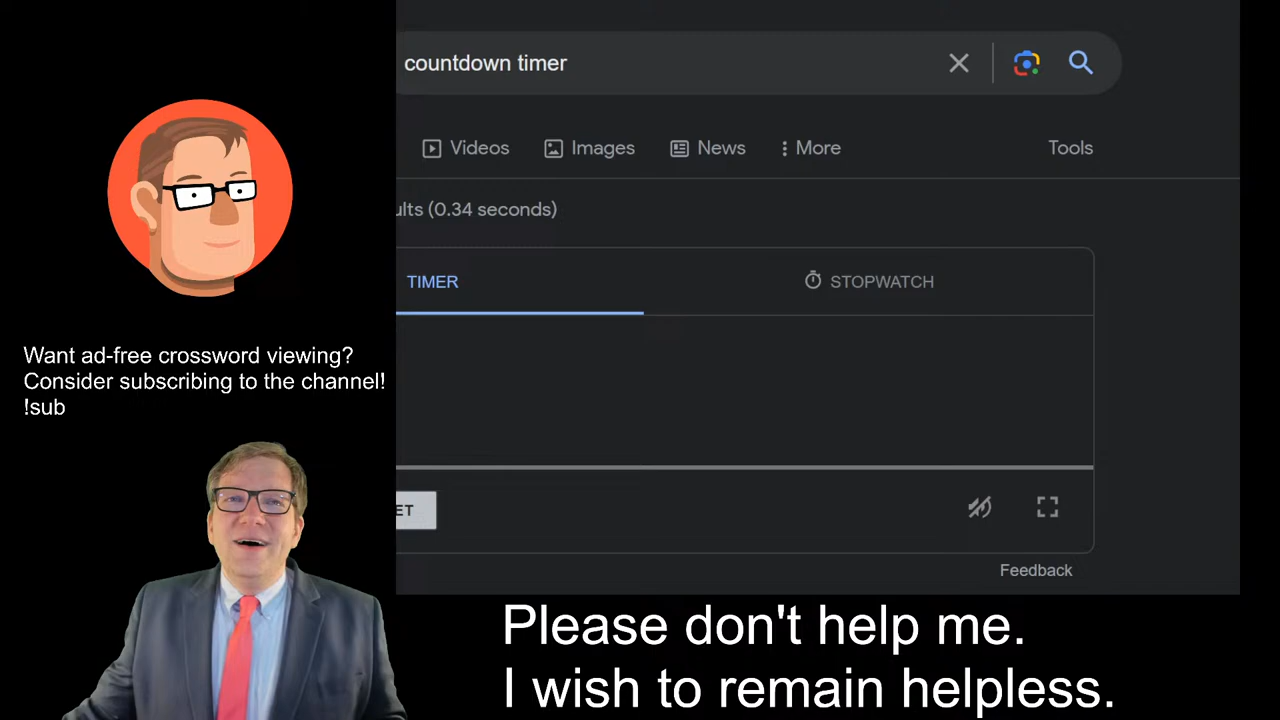 countdown timer
Videos
Images
News
More
Tools
ults (0.34 seconds)
TIMER
STOPWATCH
ET
Feedback
Want ad-free crossword viewing?
Consider subscribing to the channel!
!sub
Please don't help me.
I wish to remain helpless.